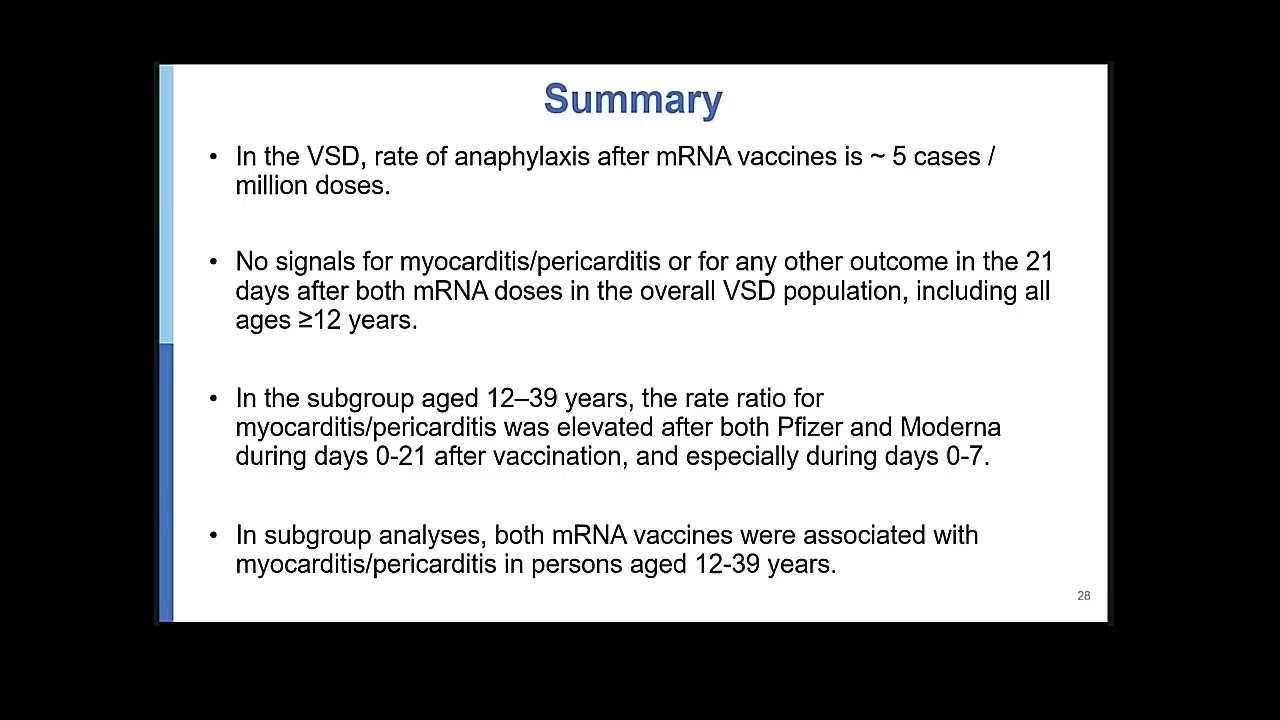 Summary
• In the VSD, rate of anaphylaxis after mRNA vaccines is ~ 5 cases /
million doses.
• No signals for myocarditis/pericarditis or for any other outcome in the 21
days after both mRNA doses in the overall VSD population, including all
ages ≥12 years.
• In the subgroup aged 12–39 years, the rate ratio for
myocarditis/pericarditis was elevated after both Pfizer and Moderna
during days 0-21 after vaccination, and especially during days 0-7.
• In subgroup analyses, both mRNA vaccines were associated with
myocarditis/pericarditis in persons aged 12-39 years.
28